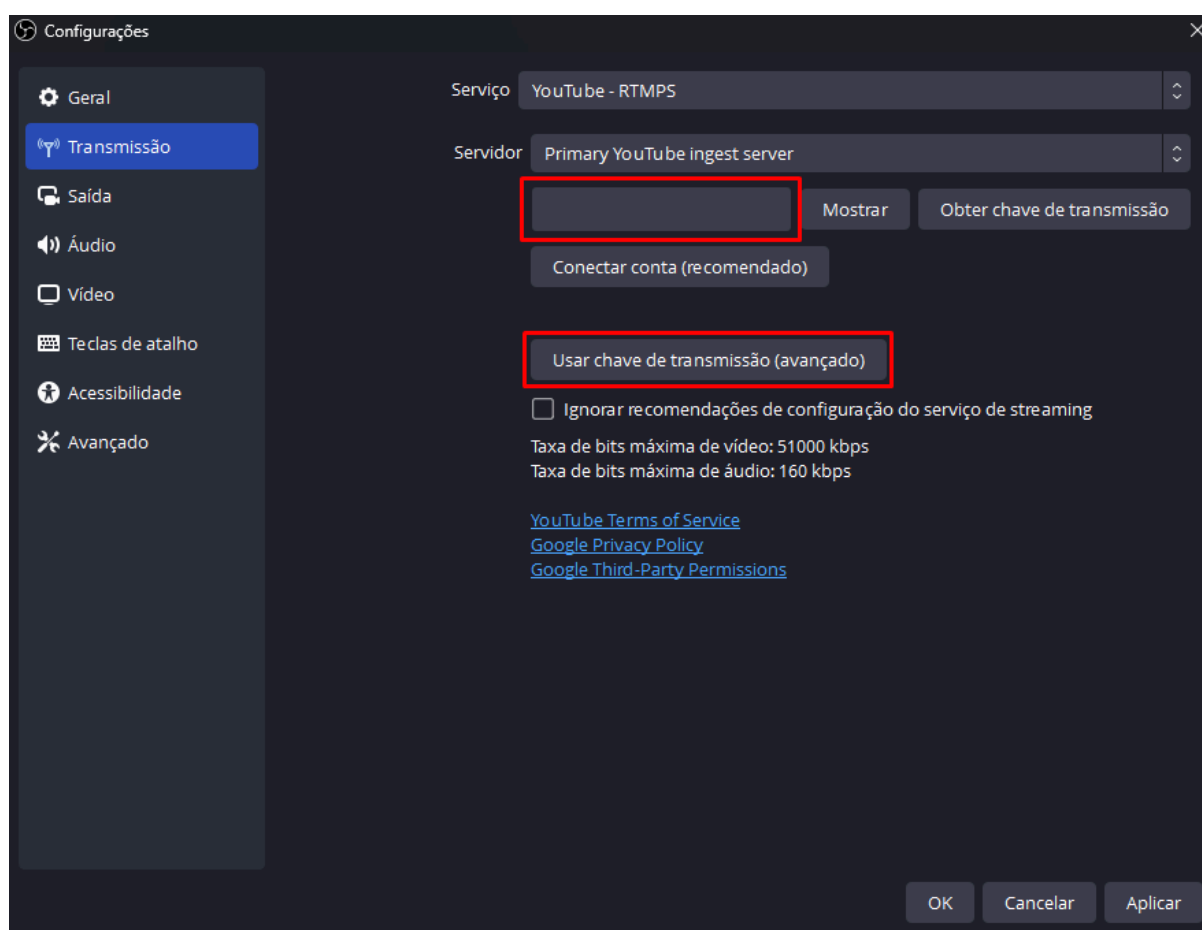 Configurações
Geral
Transmissão
Saída
Áudio
Vídeo
Teclas de atalho
Acessibilidade
Avançado
Serviço YouTube - RTMPS
Servidor Primary YouTube ingest server
Mostrar Obter chave de transmissão
Conectar conta (recomendado)
Usar chave de transmissão (avançado)
Ignorar recomendações de configuração do serviço de streaming
Taxa de bits máxima de vídeo: 51000 kbps
Taxa de bits máxima de áudio: 160 kbps
YouTube Terms of Service
Google Privacy Policy
Google Third-Party Permissions
OK Cancelar Aplicar